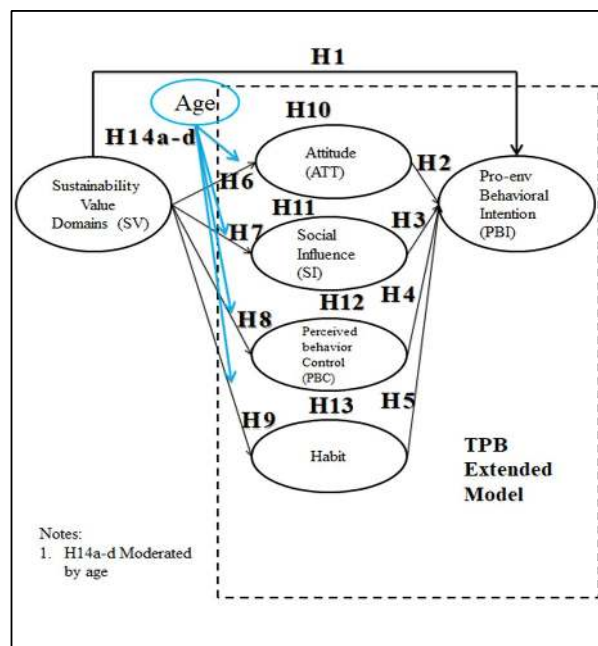 H1
Age
H10
H14a-d
Attitude
(ATT)
H2
Sustainability
Value
Domains (SV)
H6
Pro-env
Behavioral
Intention
(PBI)
H11
H7
Social
Influence
(SI)
H3
H12
H4
H8
Perceived
behavior
Control
(PBC)
H13
H5
H9
Habit
TPB
Extended
Model
Notes:
1. H14a-d Moderated
by age